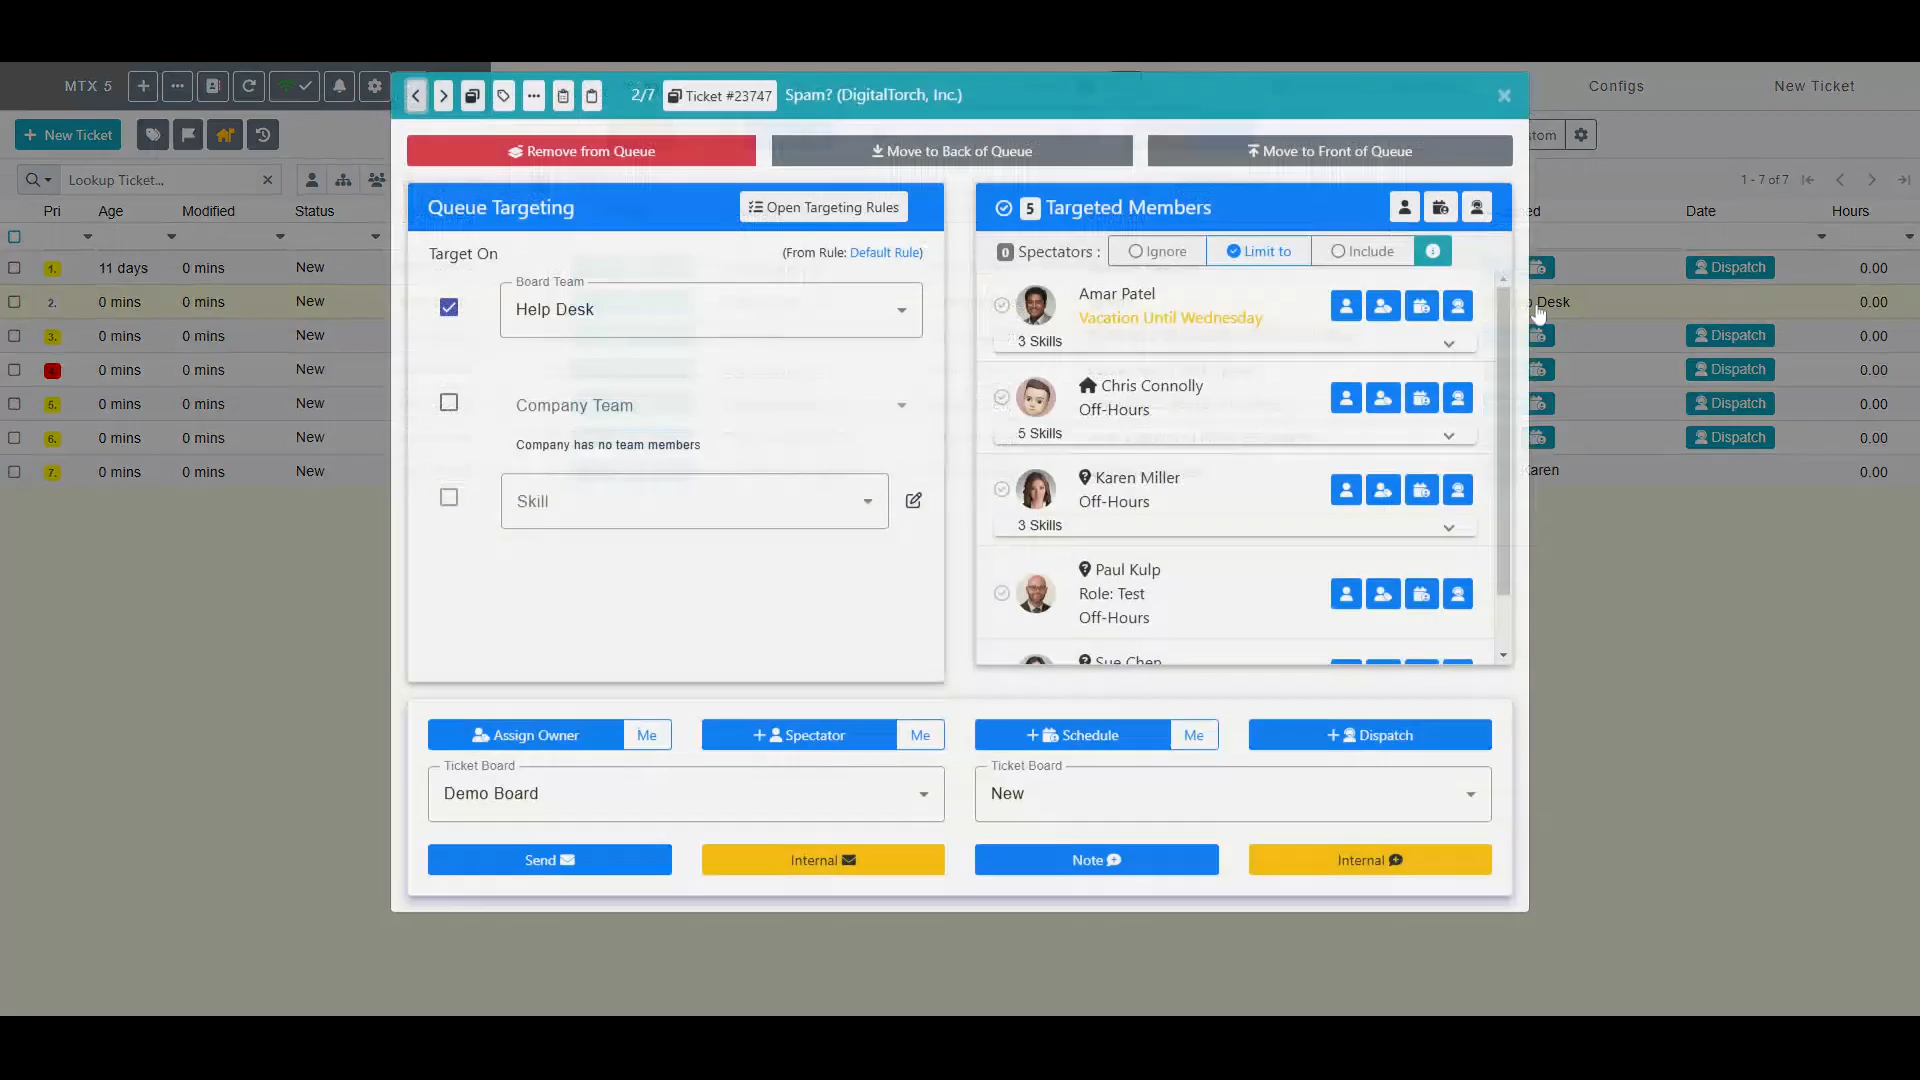 MTX 5
2/7 Ticket #23747 Spam? (DigitalTorch, Inc.)
Configs
New Ticket
New Ticket
Remove from Queue
Move to Back of Queue
Move to Front of Queue
tom
Lookup Ticket...
1 - 7 of 7
Pri Age Modified Status
ed Date Hours
Queue Targeting
Open Targeting Rules
5 Targeted Members
Target On
(From Rule: Default Rule)
0 Spectators :
Ignore
Limit to
Include
1. 11 days 0 mins New
Dispatch 0.00
2. 0 mins 0 mins New
Desk 0.00
3. 0 mins 0 mins New
Dispatch 0.00
0 mins 0 mins New
Dispatch 0.00
5. 0 mins 0 mins New
Dispatch 0.00
6. 0 mins 0 mins New
Dispatch 0.00
7. 0 mins 0 mins New
Karen 0.00
Board Team
Help Desk
Company Team
Company has no team members
Skill
Amar Patel
Vacation Until Wednesday
3 Skills
Chris Connolly
Off-Hours
5 Skills
Karen Miller
Off-Hours
3 Skills
Paul Kulp
Role: Test
Off-Hours
Sue Chen
Assign Owner
Me
Spectator
Me
Schedule
Me
Dispatch
Ticket Board
Demo Board
Ticket Board
New
Send
Internal
Note
Internal